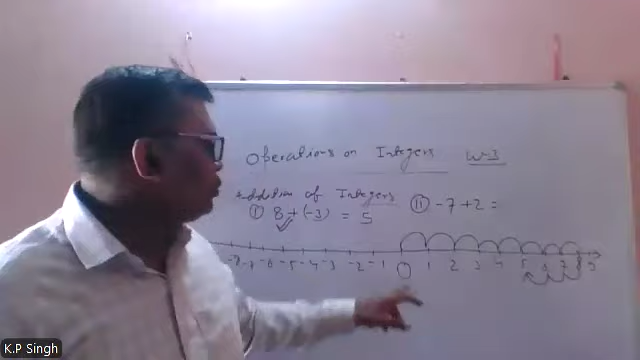 Operations on Integers W-I
Addition of Integers
(i) 8 + (-3) = 5
(ii) -7 + 2 =
-8 -7 -6 -5 -4 -3 -2 -1 0 1 2 3 4 5 6 7 8 9
K.P Singh